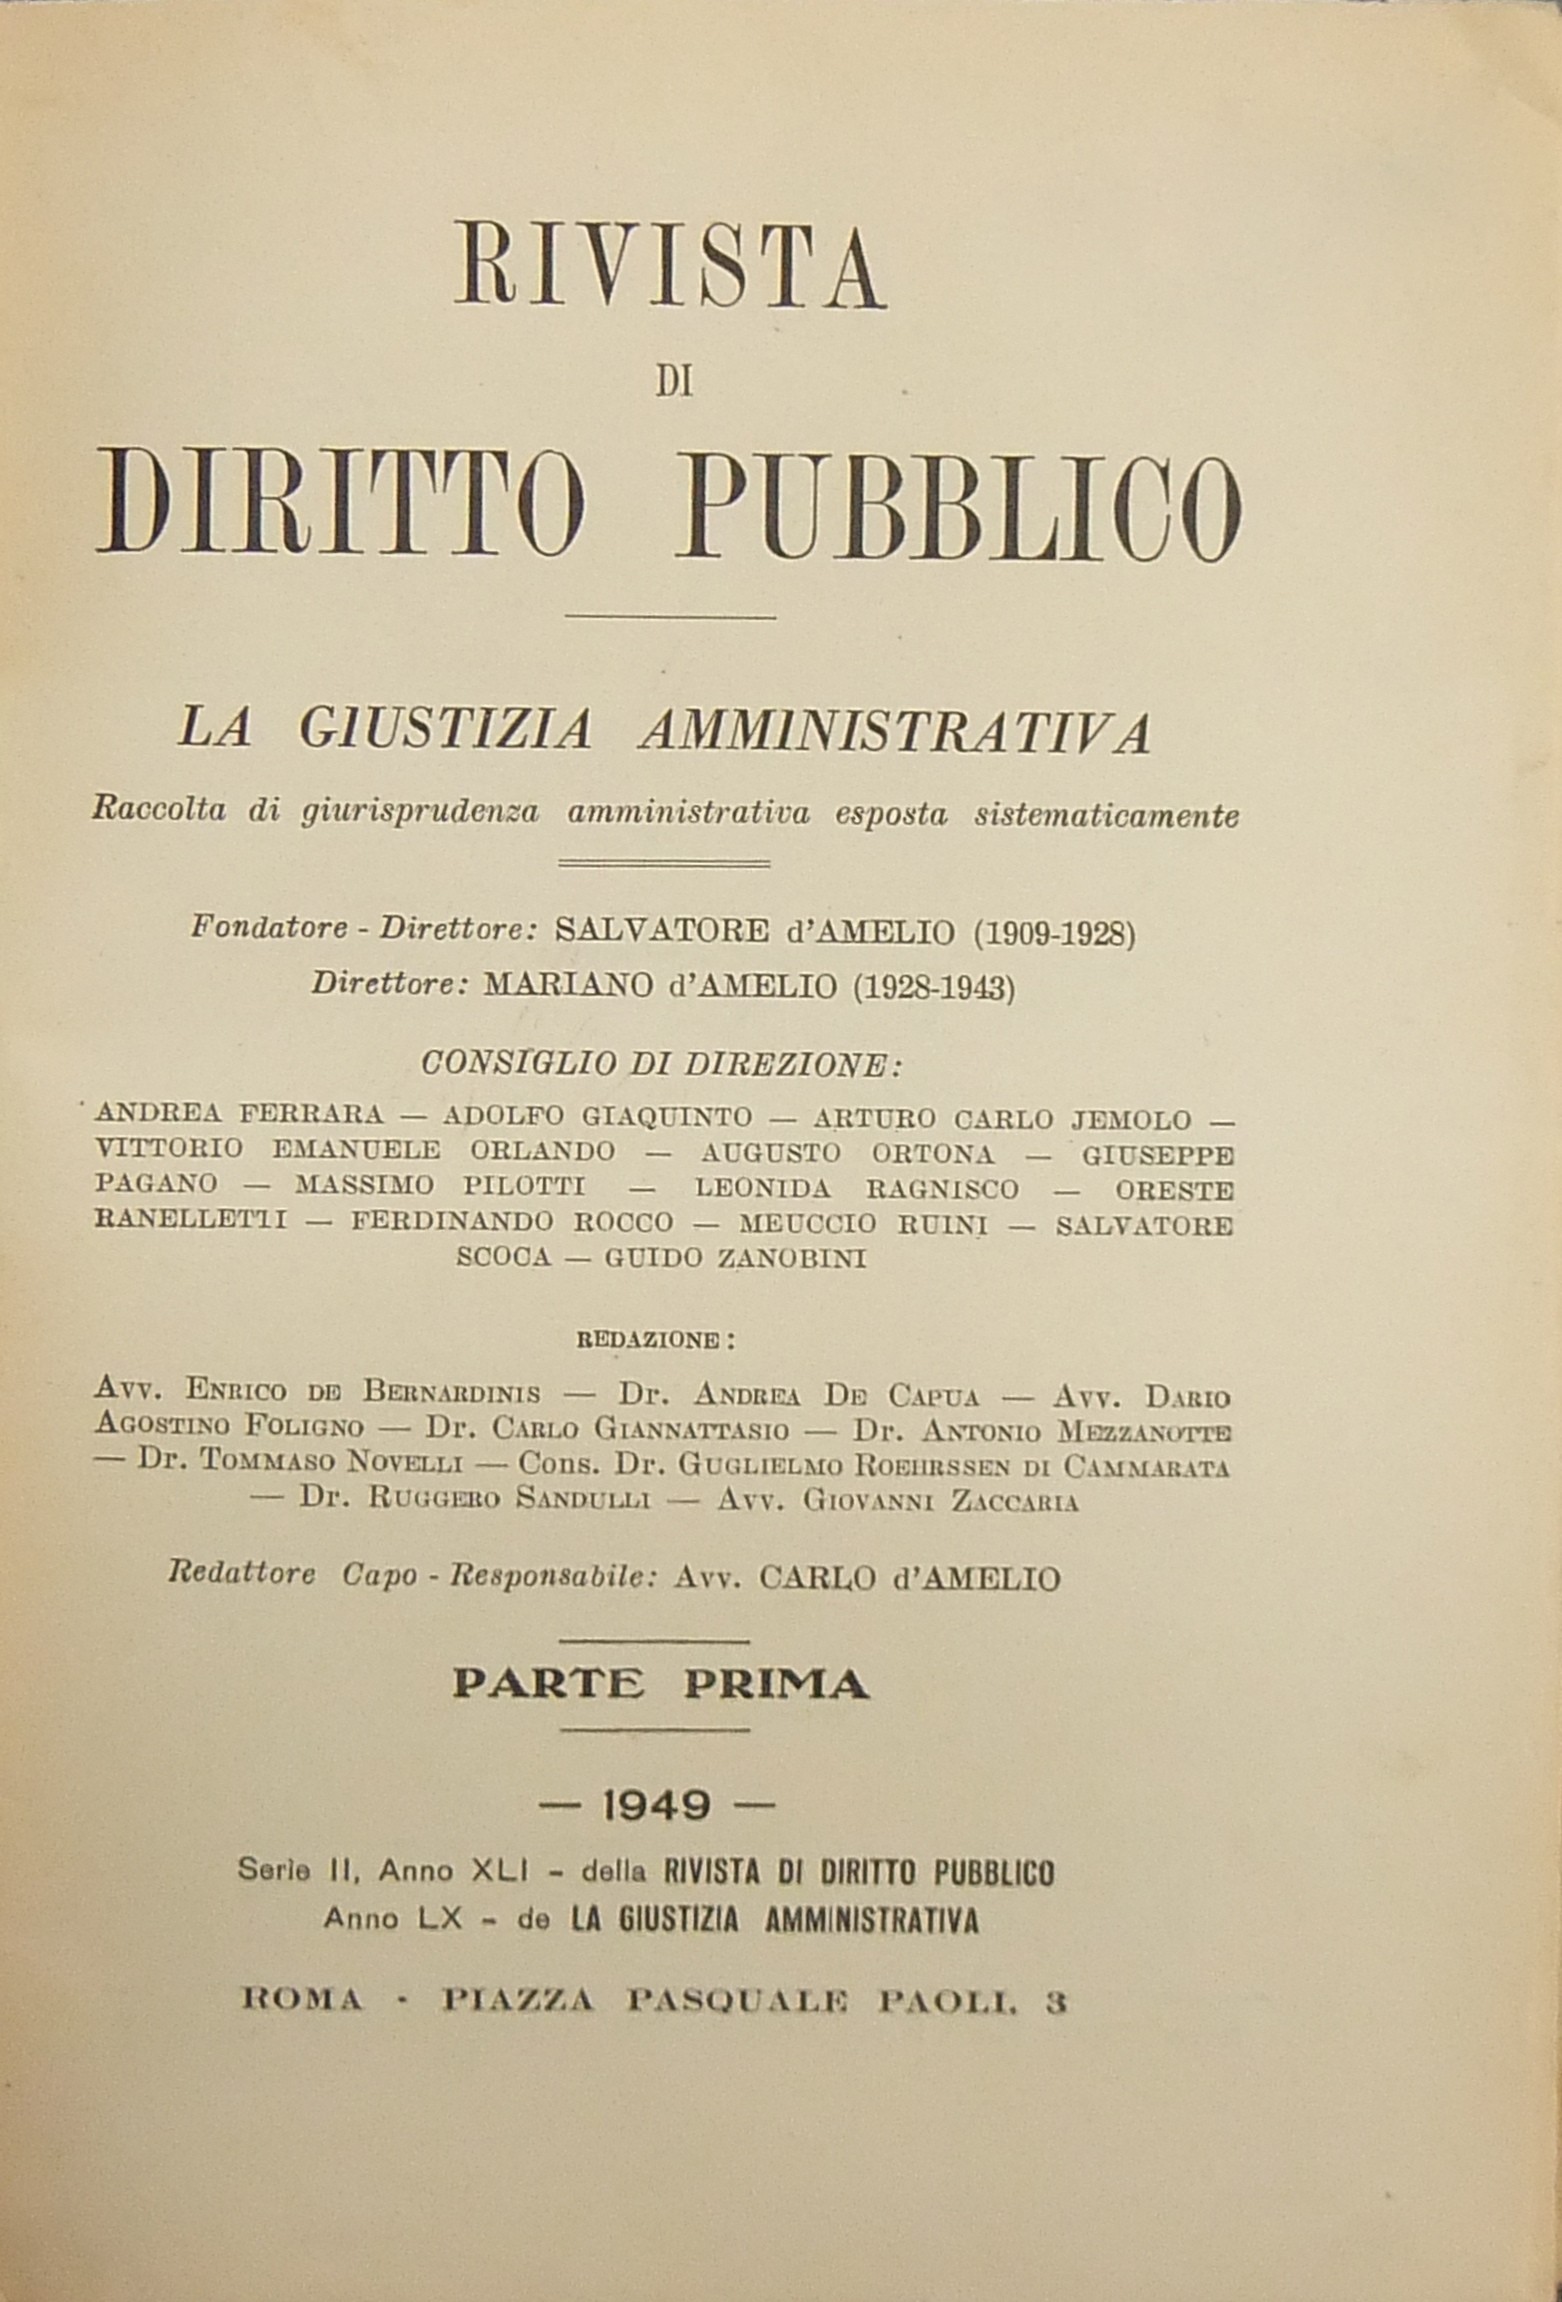 RIVISTA
DI
DIRITTO PUBBLICO
LA GIUSTIZIA AMMINISTRATIVA
Raccolta di giurisprudenza amministrativa esposta sistematicamente
Fondatore - Direttore: SALVATORE d'AMELIO (1909-1928)
Direttore: MARIANO d'AMELIO (1928-1943)
CONSIGLIO DI DIREZIONE:
ANDREA FERRARA — ADOLFO GIAQUINTO — ARTURO CARLO JEMOLO —
VITTORIO EMANUELE ORLANDO — AUGUSTO ORTONA — GIUSEPPE
PAGANO — MASSIMO PILOTTI — LEONIDA RAGNISCO — ORESTE
RANELLETTI — FERDINANDO ROCCO — MEUCCIO RUINI — SALVATORE
SCOCA — GUIDO ZANOBINI
REDAZIONE:
Avv. Enrico de Bernardinis — Dr. Andrea De Capua — Avv. Dario
Agostino Foligno — Dr. Carlo Giannattasio — Dr. Antonio Mezzanotte
— Dr. Tommaso Novelli — Cons. Dr. Guglielmo Roehrssen di Cammarata
— Dr. Ruggero Sandulli — Avv. Giovanni Zaccaria
Redattore Capo - Responsabile: Avv. CARLO d'AMELIO
PARTE PRIMA
— 1949 —
Serie II, Anno XLI - della RIVISTA DI DIRITTO PUBBLICO
Anno LX - de LA GIUSTIZIA AMMINISTRATIVA
ROMA - PIAZZA PASQUALE PAOLI, 3